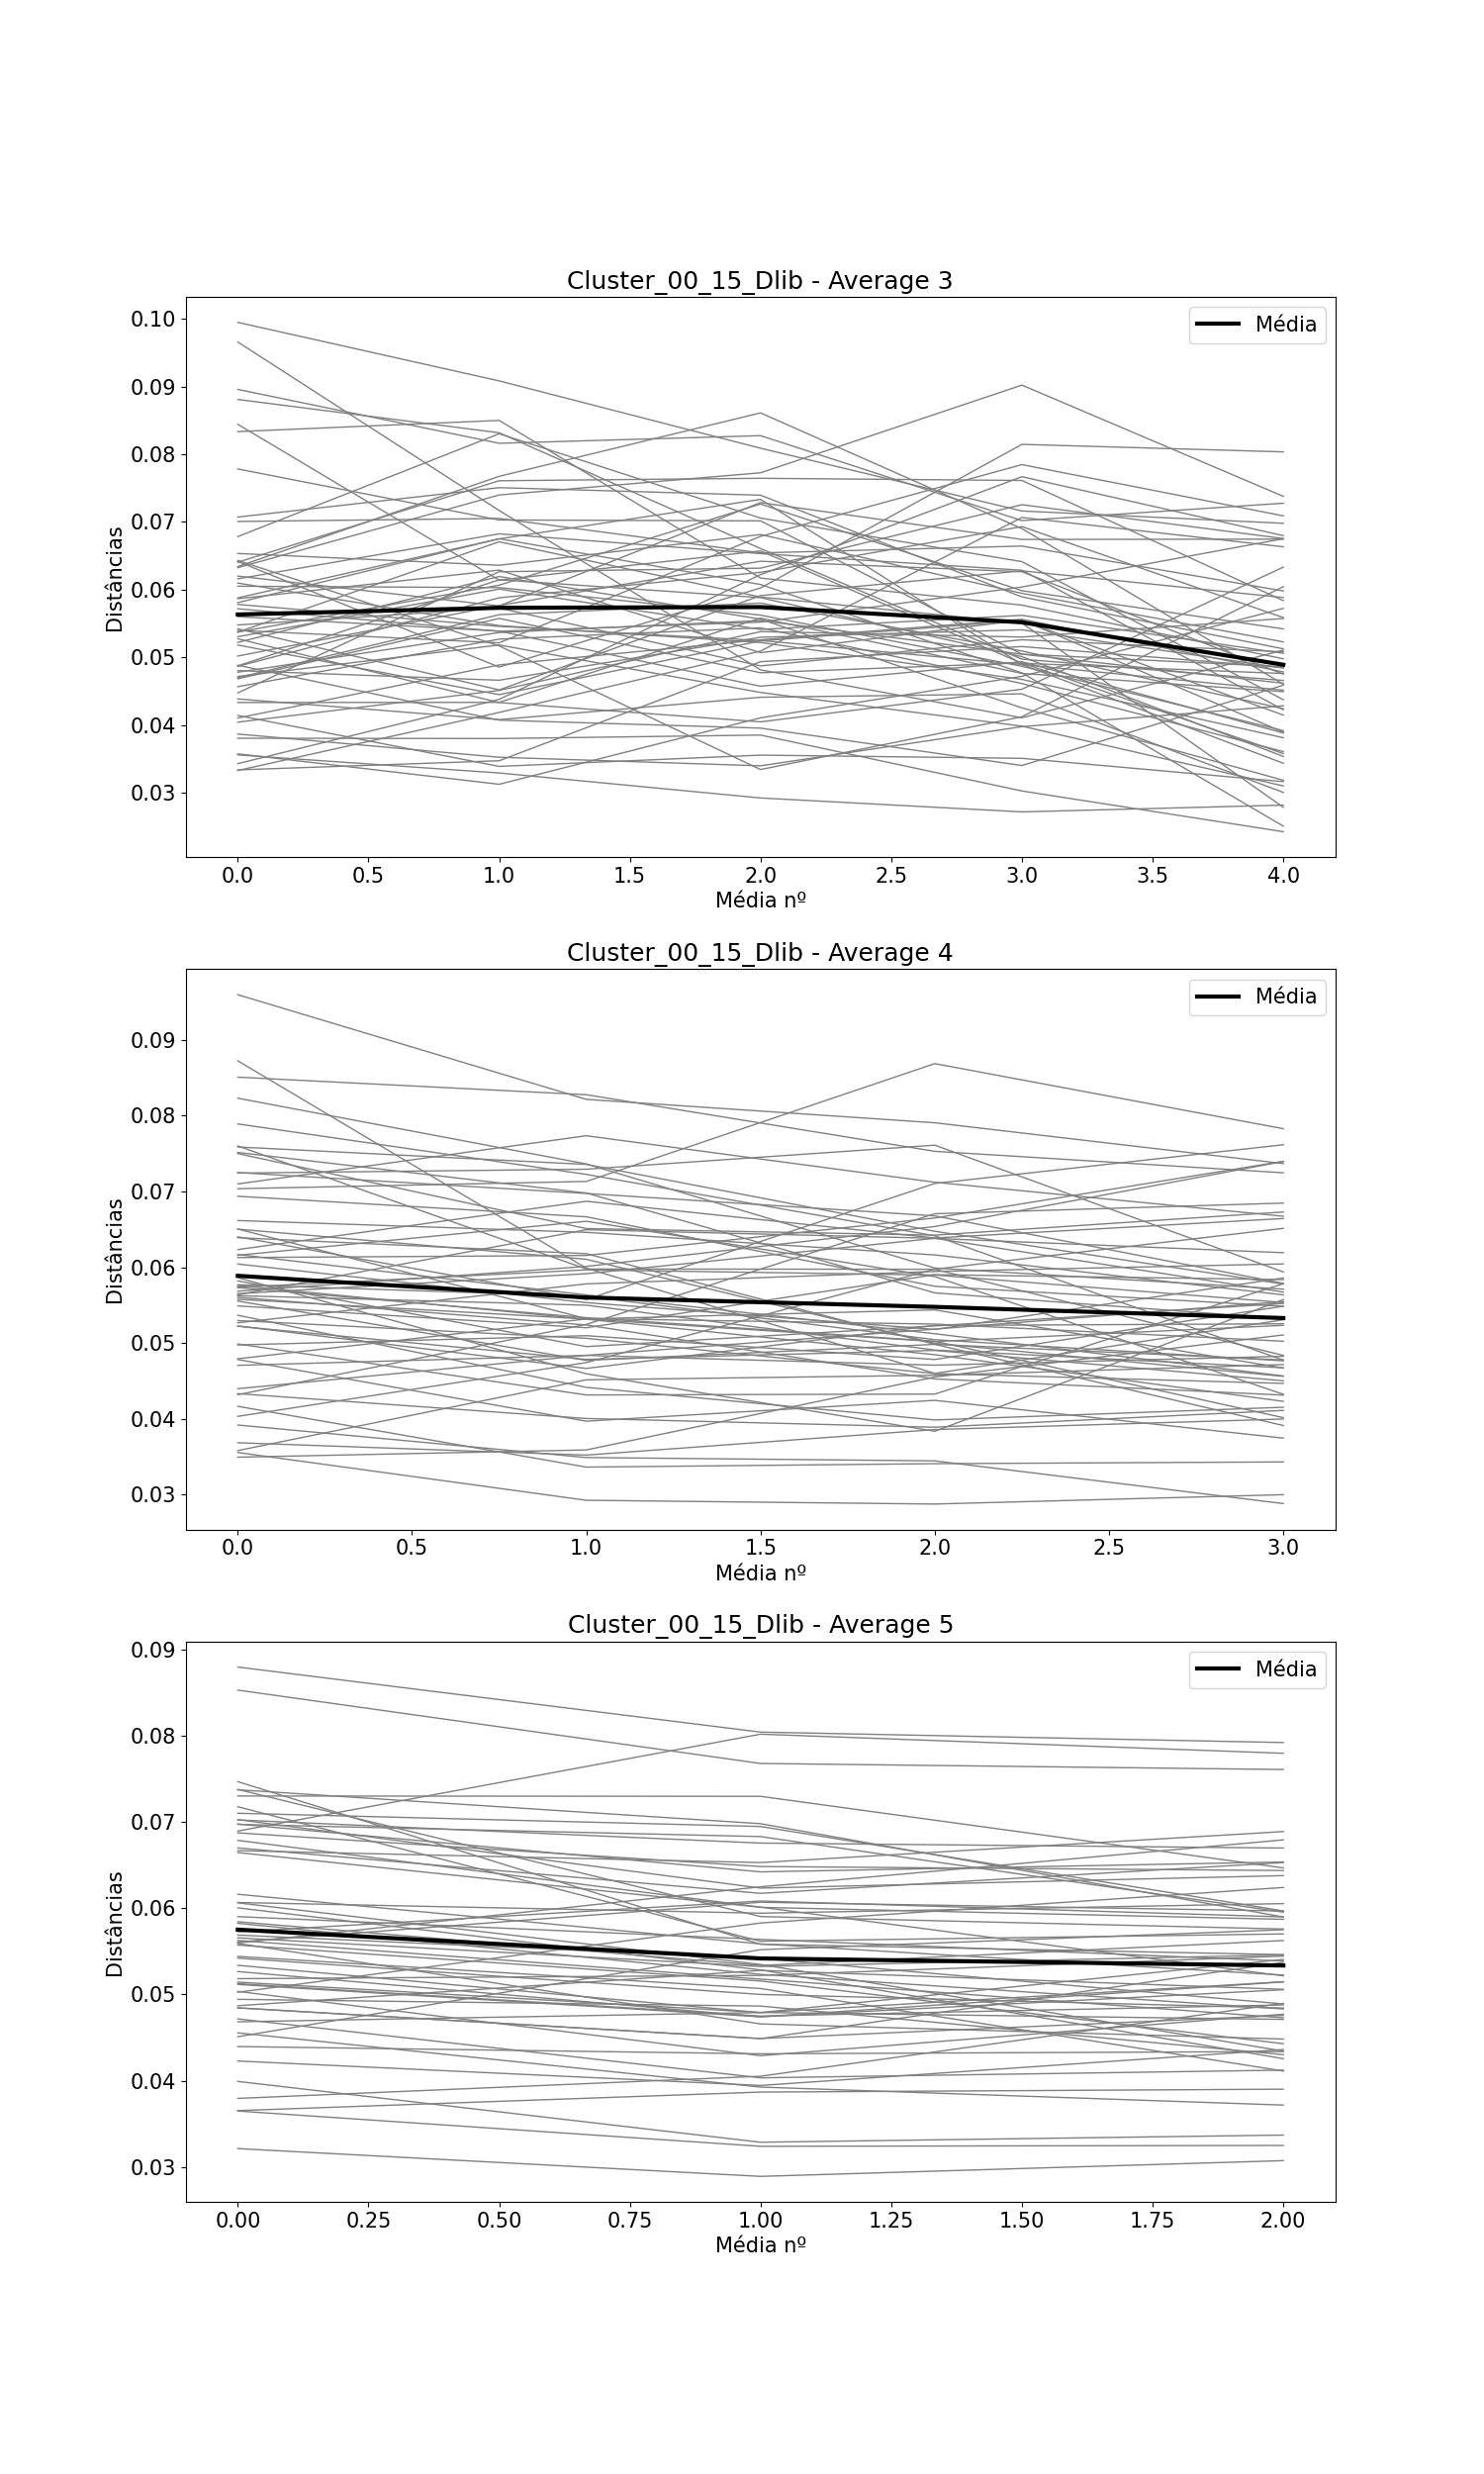 Cluster_00_15_Dlib - Average 3
Média
0.10
0.09
0.08
0.07
0.06
0.05
0.04
0.03
Distâncias
0.0 0.5 1.0 1.5 2.0 2.5 3.0 3.5 4.0
Média nº
Cluster_00_15_Dlib - Average 4
Média
0.09
0.08
0.07
0.06
0.05
0.04
0.03
Distâncias
0.0 0.5 1.0 1.5 2.0 2.5 3.0
Média nº
Cluster_00_15_Dlib - Average 5
Média
0.09
0.08
0.07
0.06
0.05
0.04
0.03
Distâncias
0.00 0.25 0.50 0.75 1.00 1.25 1.50 1.75 2.00
Média nº